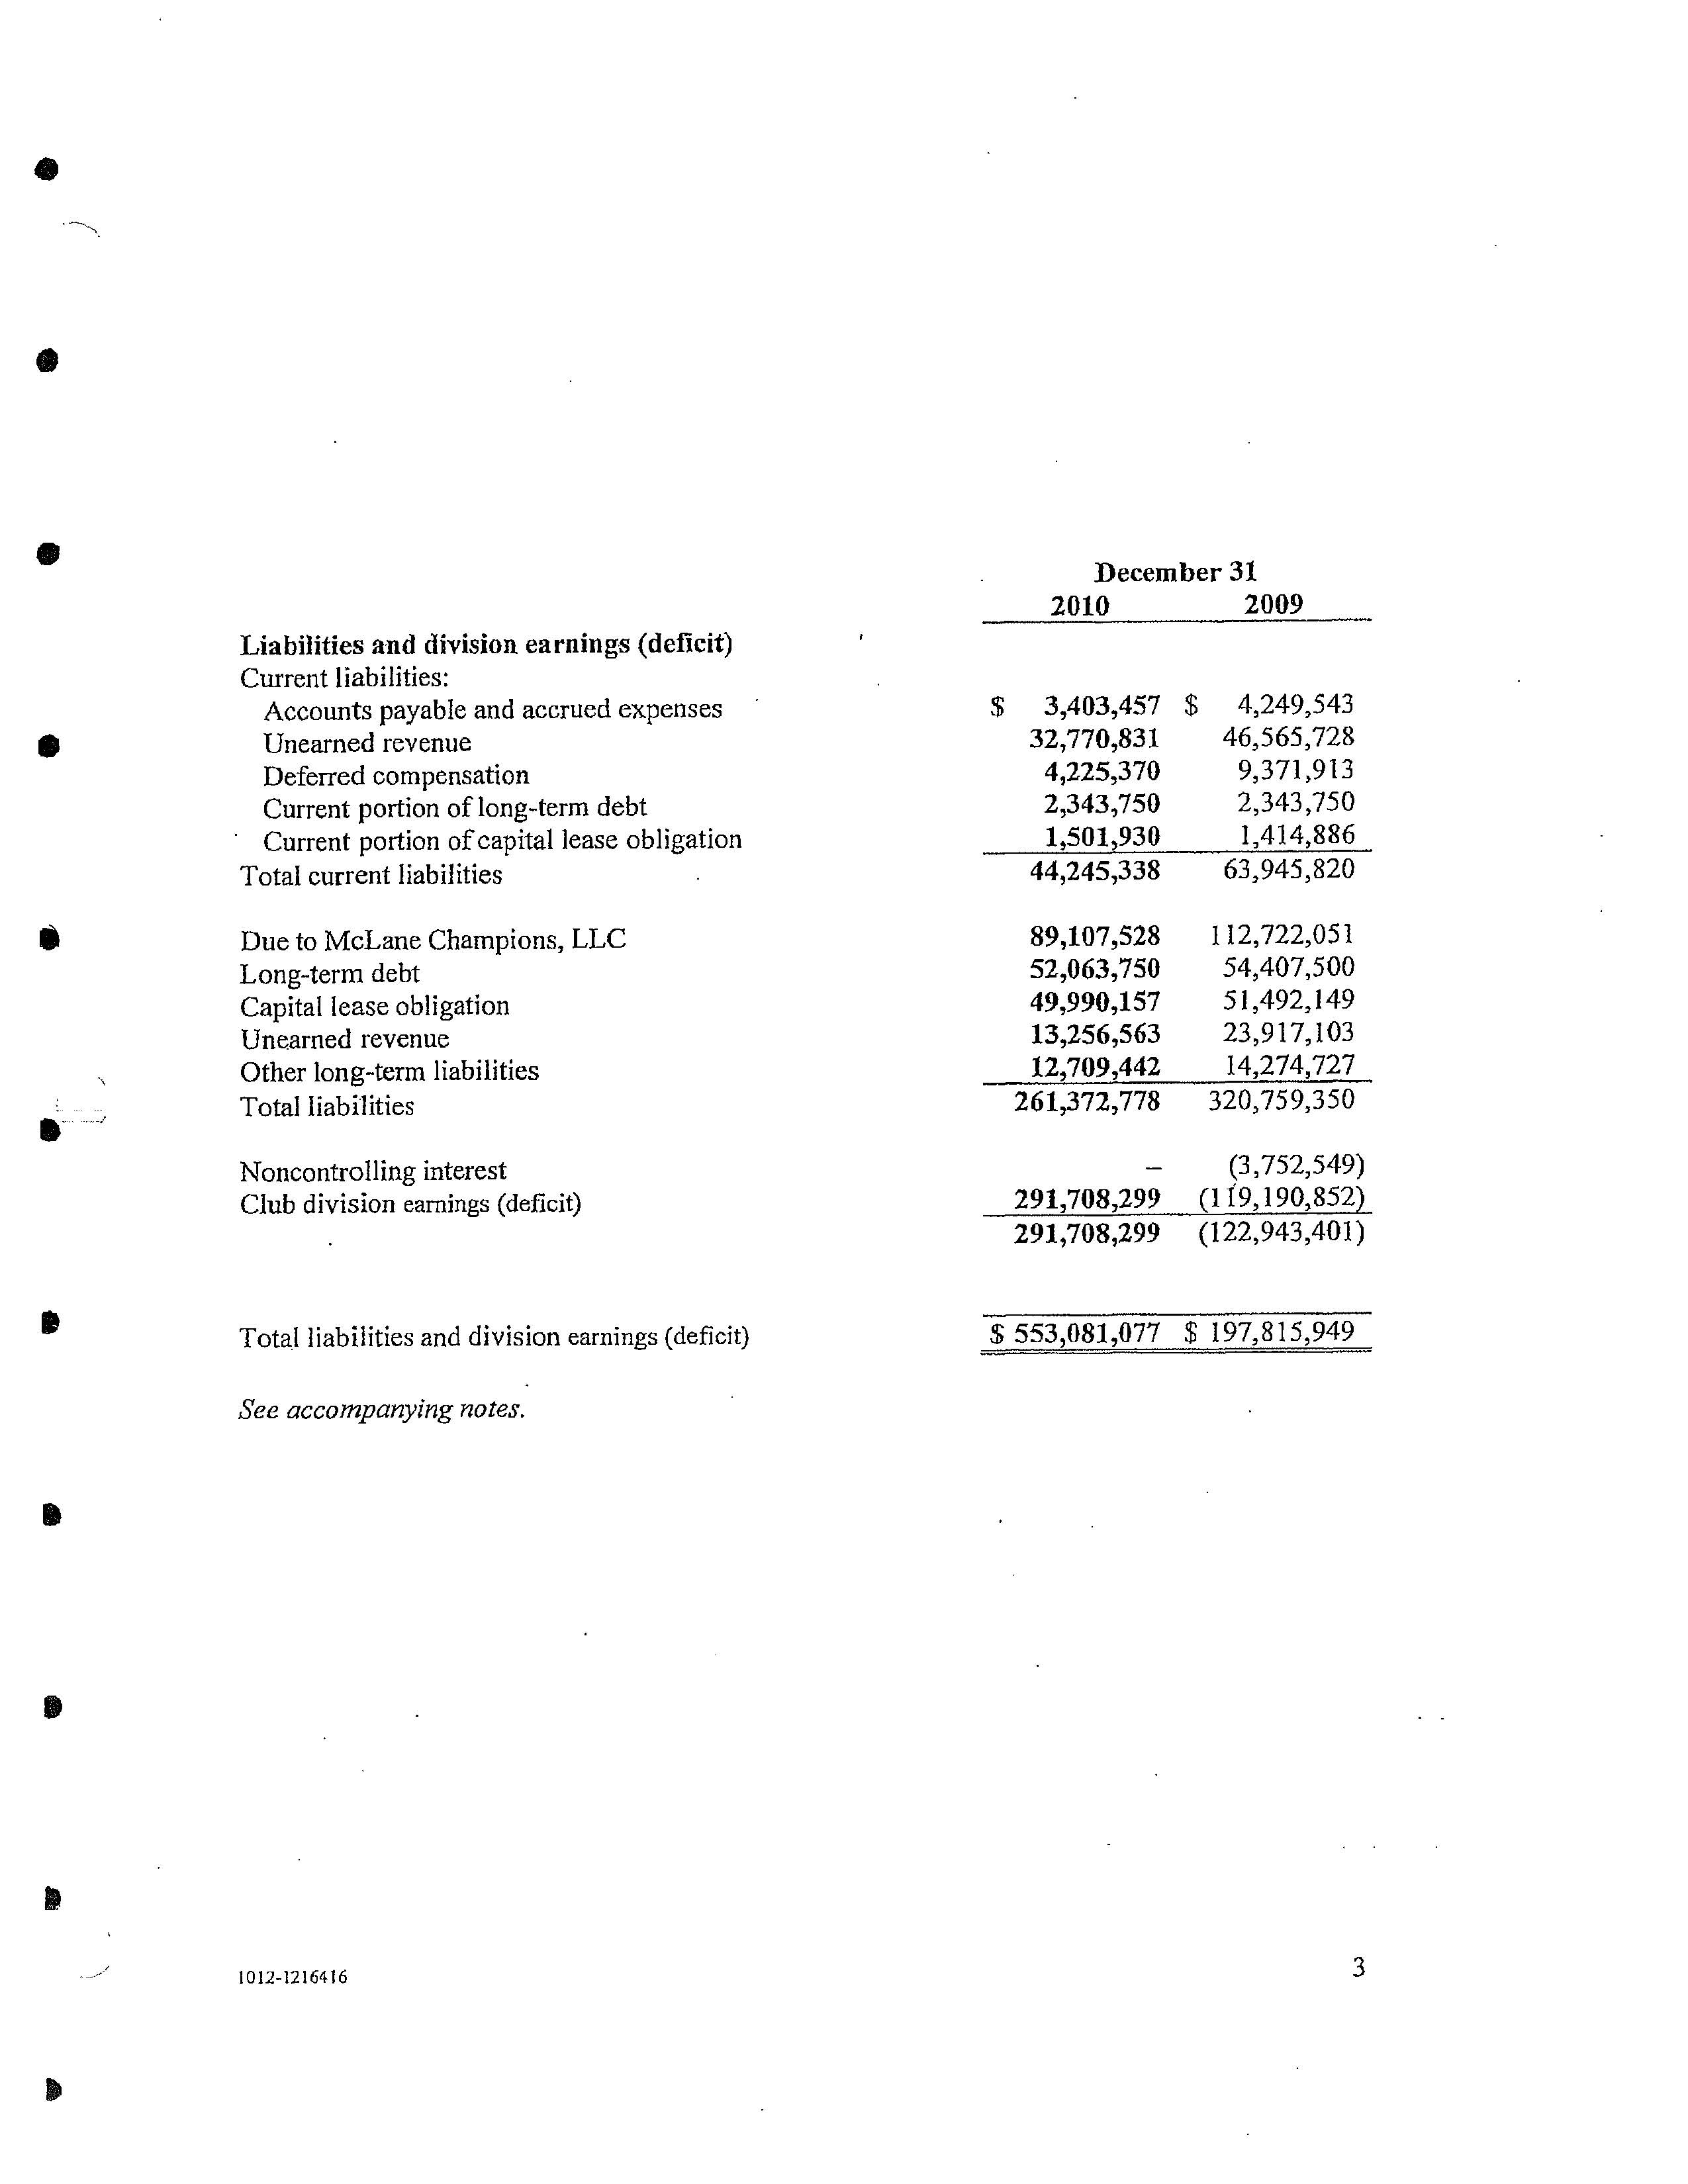 December 31
2010 2009
Liabilities and division earnings (deficit)
Current liabilities:
Accounts payable and accrued expenses $ 3,403,457 $ 4,249,543
Unearned revenue 32,770,831 46,565,728
Deferred compensation 4,225,370 9,371,913
Current portion of long-term debt 2,343,750 2,343,750
Current portion of capital lease obligation 1,501,930 1,414,886
Total current liabilities 44,245,338 63,945,820
Due to McLane Champions, LLC 89,107,528 112,722,051
Long-term debt 52,063,750 54,407,500
Capital lease obligation 49,990,157 51,492,149
Unearned revenue 13,256,563 23,917,103
Other long-term liabilities 12,709,442 14,274,727
Total liabilities 261,372,778 320,759,350
Noncontrolling interest – (3,752,549)
Club division earnings (deficit) 291,708,299 (119,190,852)
291,708,299 (122,943,401)
Total liabilities and division earnings (deficit) $ 553,081,077 $ 197,815,949
See accompanying notes.
1012-1216416 3